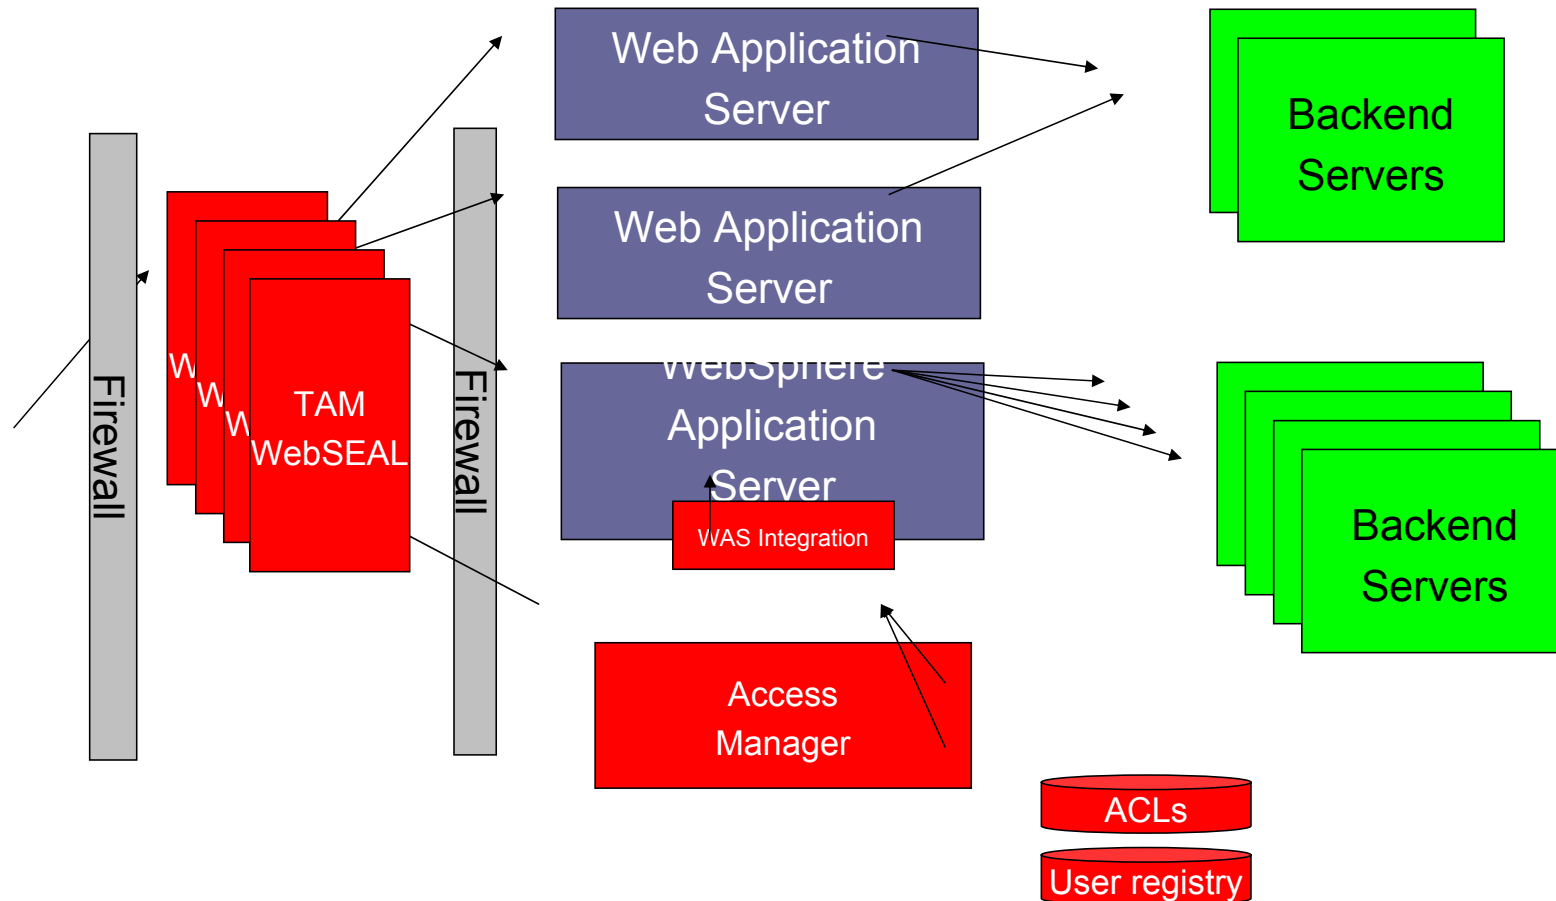 Web Application
Server
Backend
Servers
Web Application
Server
Firewall
W
W
W
TAM
WebSEAL
Firewall
WebSphere
Application
Server
WAS Integration
Backend
Servers
Access
Manager
ACLs
User registry